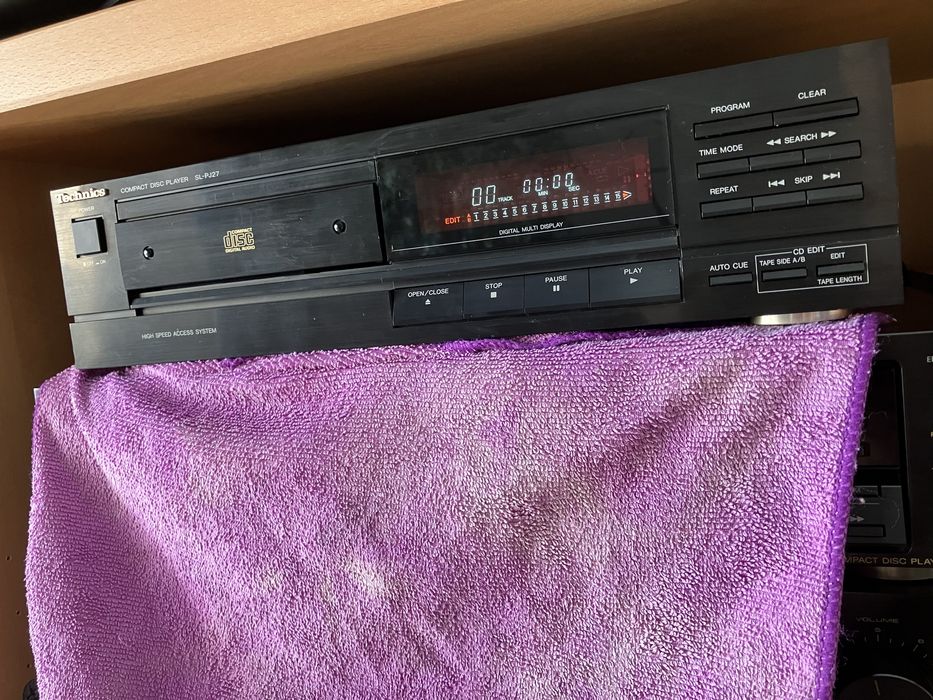 Technics
COMPACT DISC PLAYER SL-PJ27
POWER
OFF ON
COMPACT
disc
DIGITAL AUDIO
HIGH SPEED ACCESS SYSTEM
00 TRACK 00:00 MIN SEC
EDIT A B 1 2 3 4 5 6 7 8 9 10 11 12 13 14 15
DIGITAL MULTI DISPLAY
OPEN/CLOSE
STOP
PAUSE
PLAY
PROGRAM
CLEAR
TIME MODE
SEARCH
REPEAT
SKIP
AUTO CUE
CD EDIT
TAPE SIDE A/B
EDIT
TAPE LENGTH
MPACT DISC PLAY
VOLUME